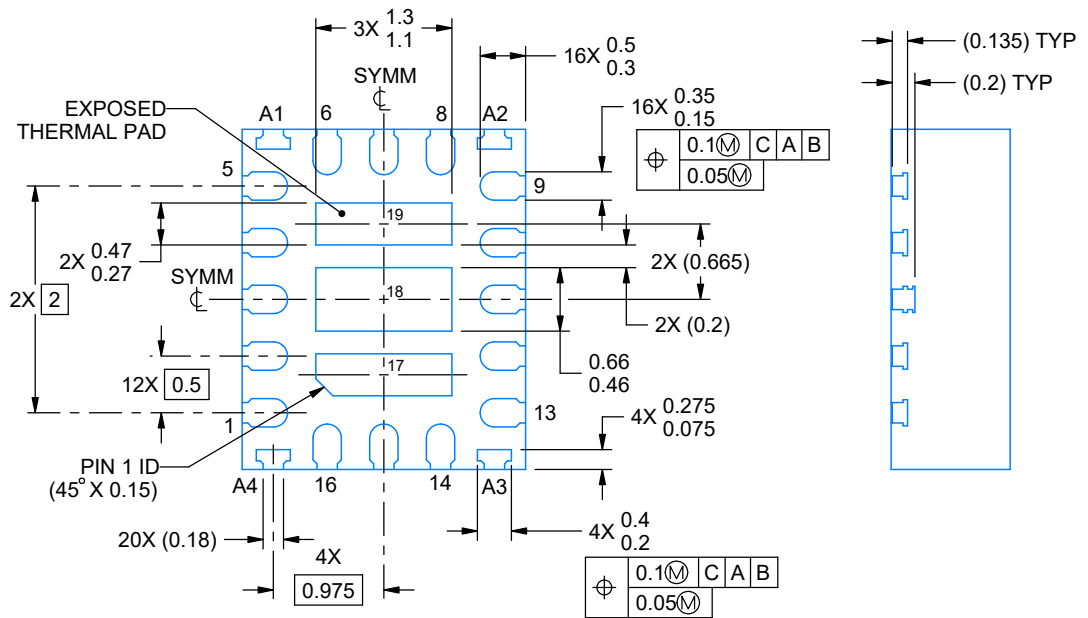 3X 1.3
1.1
16X 0.5
0.3
(0.135) TYP
(0.2) TYP
SYMM
℄
EXPOSED
THERMAL PAD
A1
6
8
A2
16X 0.35
0.15
⌖ 0.1Ⓜ C A B
0.05Ⓜ
5
9
19
2X 0.47
0.27
2X (0.665)
SYMM
℄
18
2X 2
2X (0.2)
17
0.66
0.46
12X 0.5
1
13
4X 0.275
0.075
PIN 1 ID
(45° X 0.15)
A4
16
14
A3
20X (0.18)
4X
0.975
4X 0.4
0.2
⌖ 0.1Ⓜ C A B
0.05Ⓜ